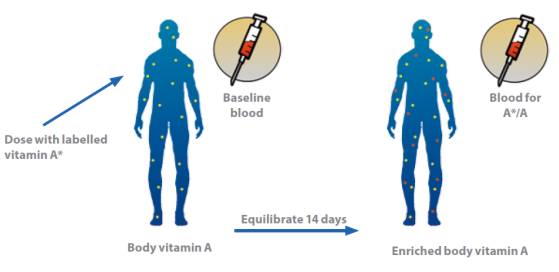 Baseline
blood
Blood for
A*/A
Dose with labelled
vitamin A*
Equilibrate 14 days
Body vitamin A
Enriched body vitamin A